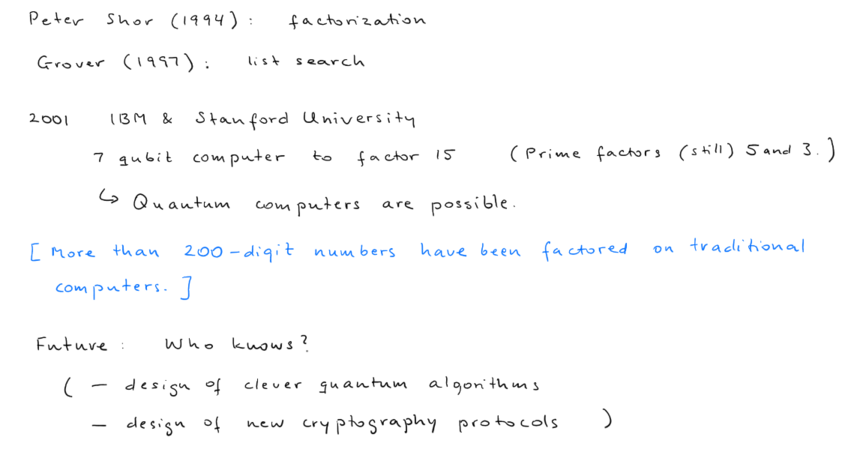 Peter Shor (1994): factorization
Grover (1997): list search
2001 IBM & Stanford University
7 qubit computer to factor 15 (Prime factors (still) 5 and 3.)
↳ Quantum computers are possible.
[More than 200-digit numbers have been factored on traditional
computers.]
Future: Who knows?
( – design of clever quantum algorithms
– design of new cryptography protocols )